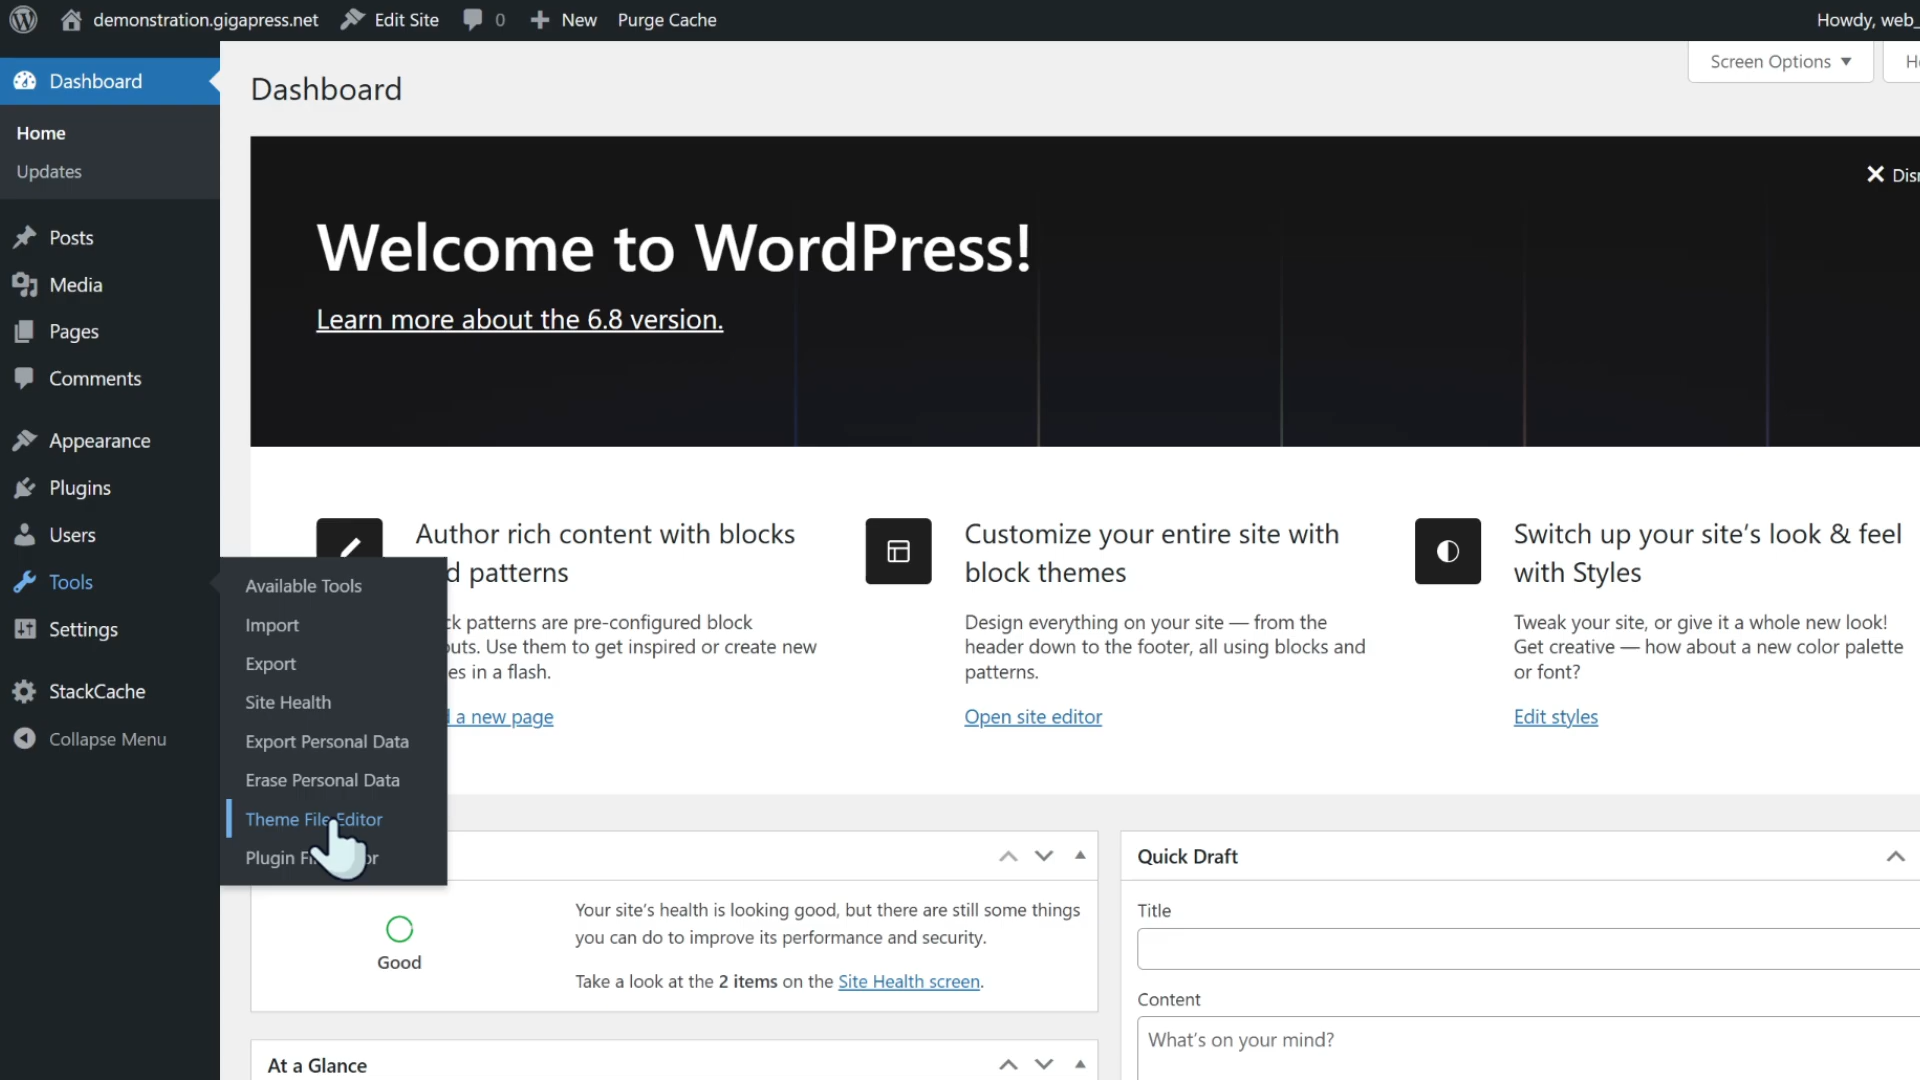 demonstration.gigapress.net Edit Site 0 New Purge Cache Howdy, web_
Dashboard
Home
Updates
Posts
Media
Pages
Comments
Appearance
Plugins
Users
Tools
Settings
StackCache
Collapse Menu
Available Tools
Import
Export
Site Health
Export Personal Data
Erase Personal Data
Theme File Editor
Plugin
Screen Options
Dashboard
Welcome to WordPress!
Learn more about the 6.8 version.
Author rich content with blocks
patterns
patterns are pre-configured block
Use them to get inspired or create new
in a flash.
a new page
Customize your entire site with
block themes
Design everything on your site — from the
header down to the footer, all using blocks and
patterns.
Open site editor
Switch up your site's look & feel
with Styles
Tweak your site, or give it a whole new look!
Get creative — how about a new color palette
or font?
Edit styles
Good
Your site's health is looking good, but there are still some things
you can do to improve its performance and security.
Take a look at the 2 items on the Site Health screen.
At a Glance
Quick Draft
Title
Content
What's on your mind?